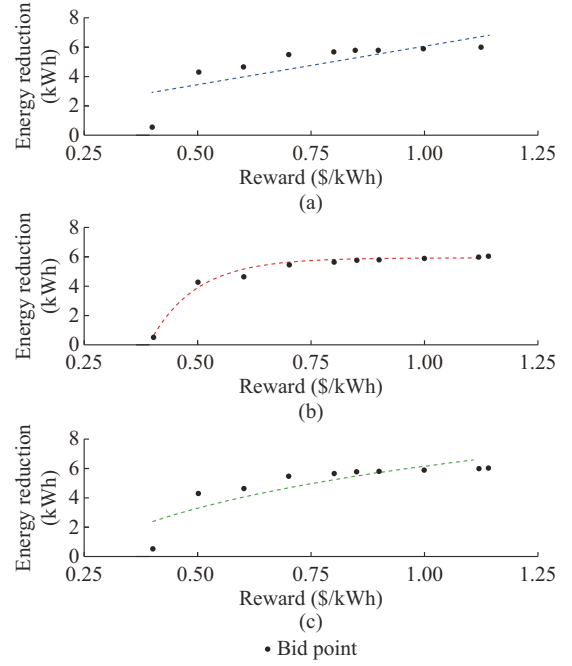 Energy reduction
(kWh)
8
6
4
2
0
0.25
0.50
0.75
1.00
1.25
Reward ($/kWh)
(a)
Energy reduction
(kWh)
8
6
4
2
0
0.25
0.50
0.75
1.00
1.25
Reward ($/kWh)
(b)
Energy reduction
(kWh)
8
6
4
2
0
0.25
0.50
0.75
1.00
1.25
Reward ($/kWh)
(c)
Bid point